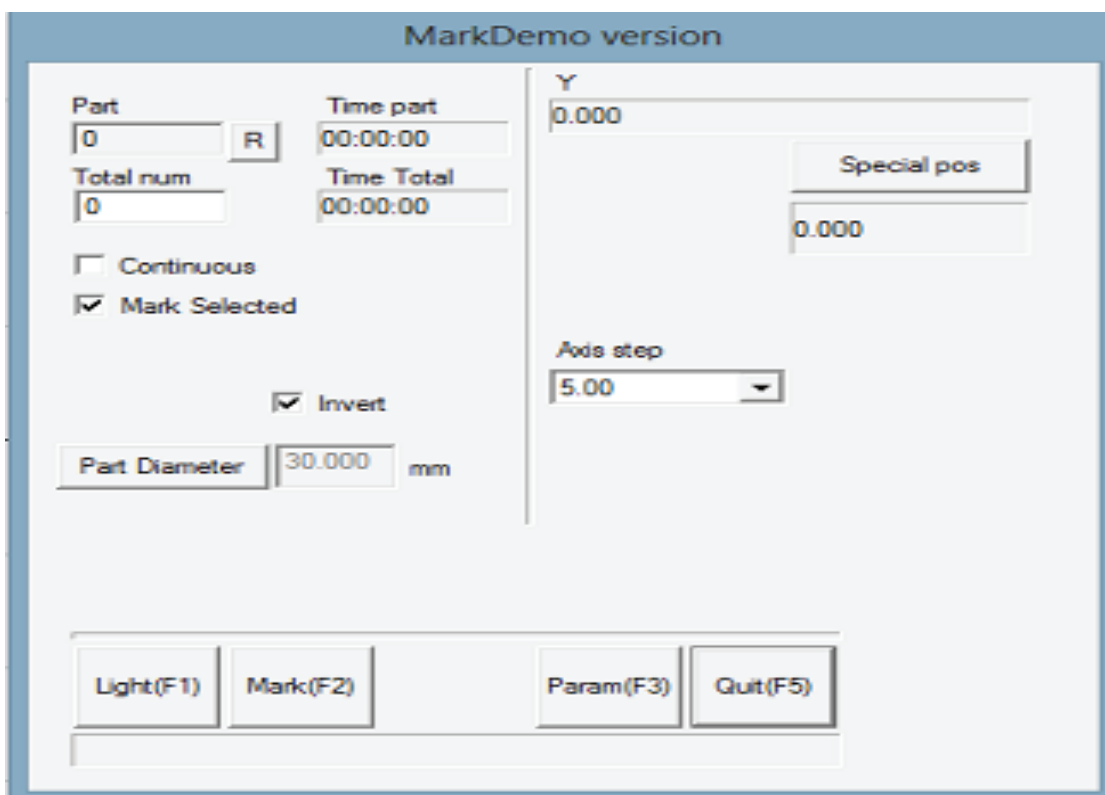 MarkDemo version
Part
Time part
0
R
00:00:00
Total num
Time Total
0
00:00:00
Continuous
Mark Selected
Invert
Part Diameter
30.000
mm
Y
0.000
Special pos
0.000
Axis step
5.00
Light(F1)
Mark(F2)
Param(F3)
Quit(F5)